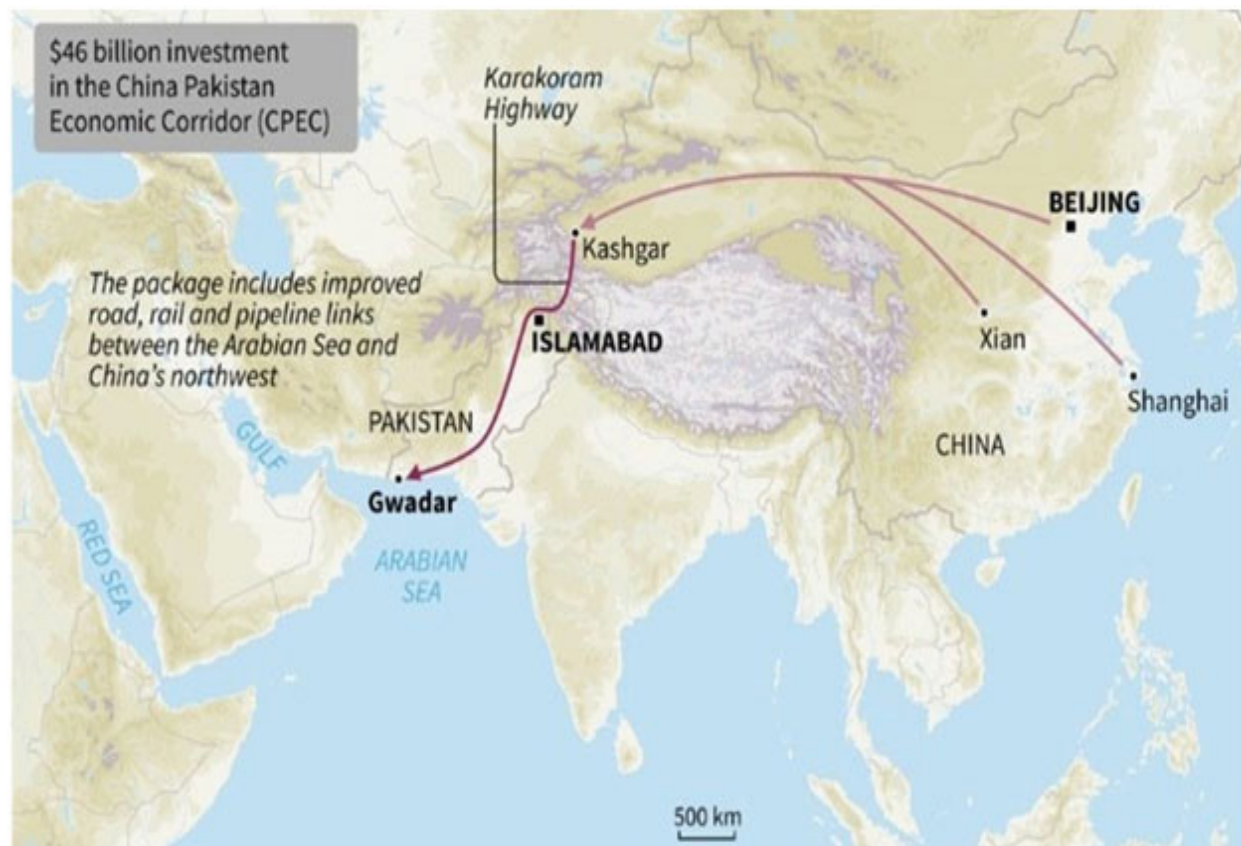 $46 billion investment
in the China Pakistan
Economic Corridor (CPEC)
Karakoram
Highway
BEIJING
Kashgar
The package includes improved
road, rail and pipeline links
between the Arabian Sea and
China's northwest
ISLAMABAD
Xian
Shanghai
PAKISTAN
CHINA
GULF
Gwadar
RED SEA
ARABIAN
SEA
500 km